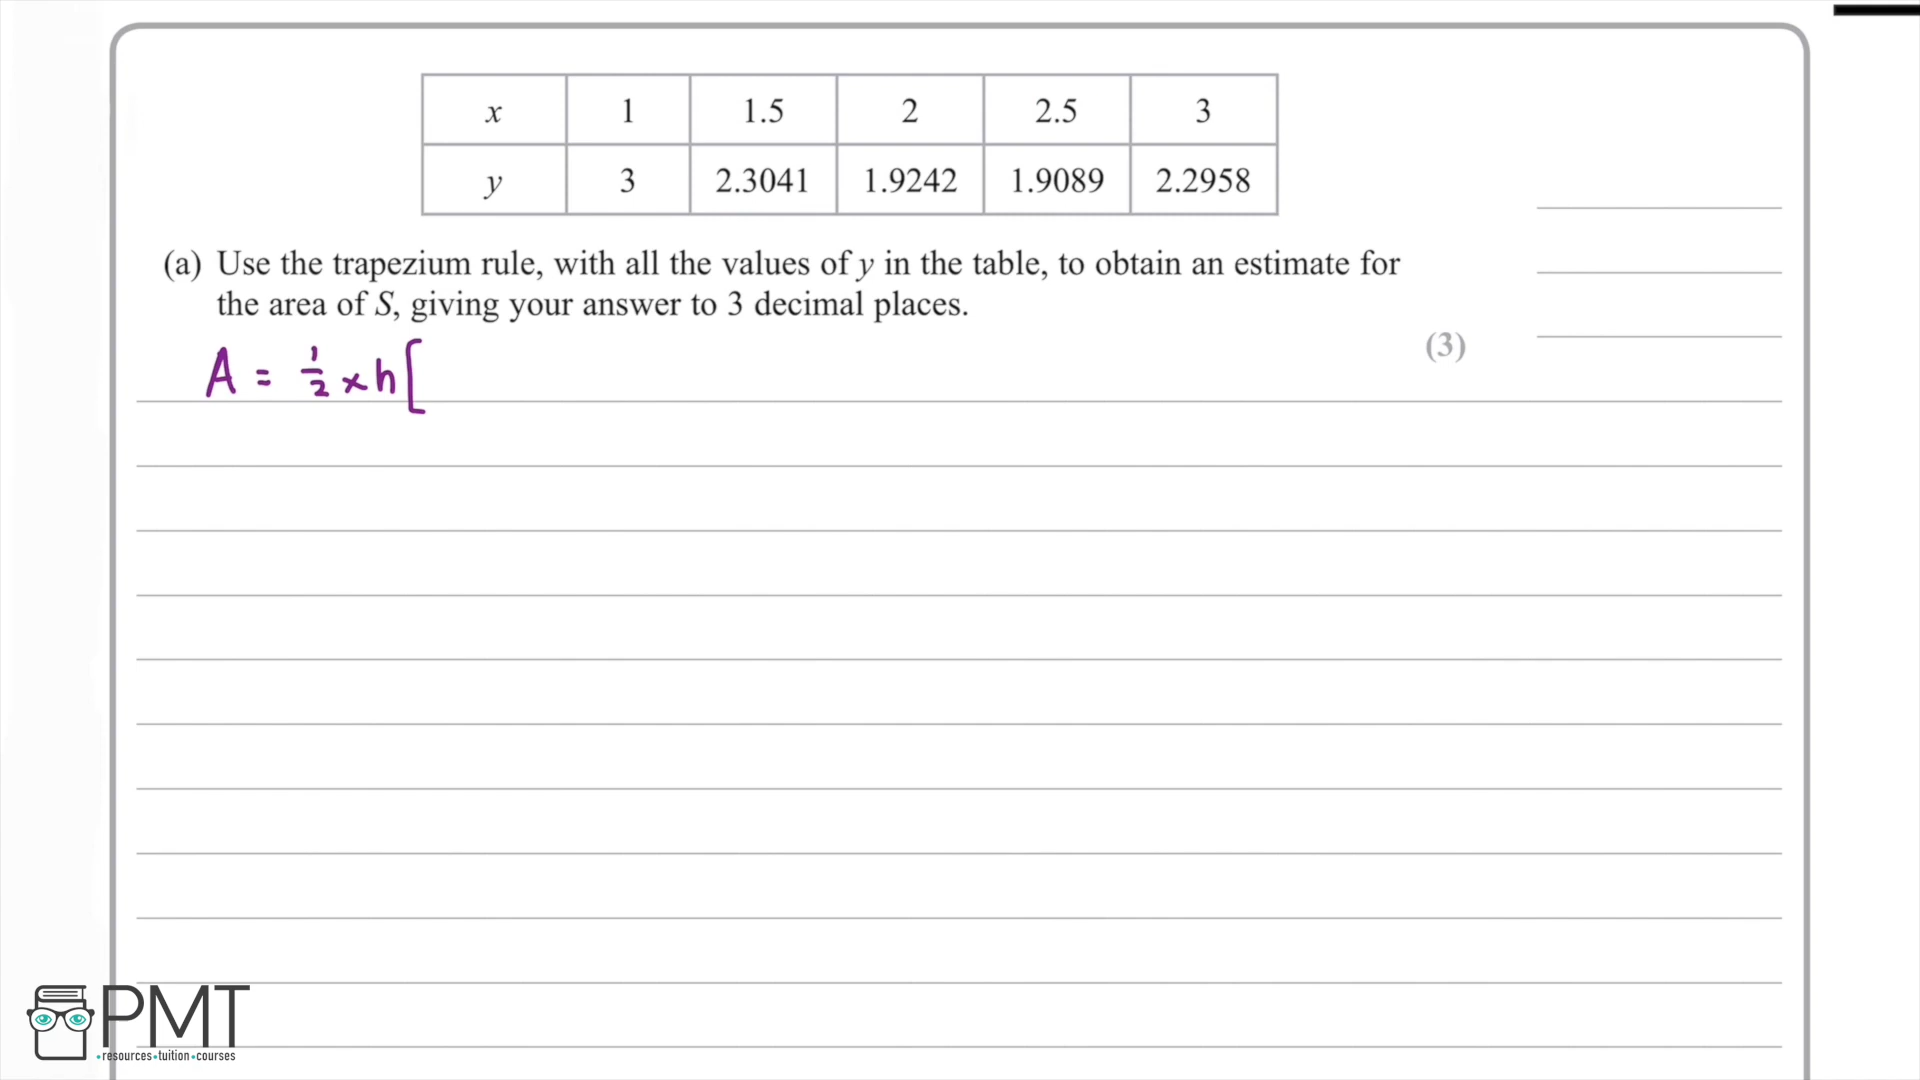 x 1 1.5 2 2.5 3
y 3 2.3041 1.9242 1.9089 2.2958
(a) Use the trapezium rule, with all the values of y in the table, to obtain an estimate for
the area of S, giving your answer to 3 decimal places.
(3)
A = 1/2 × h [
PMT
•resources•tuition•courses